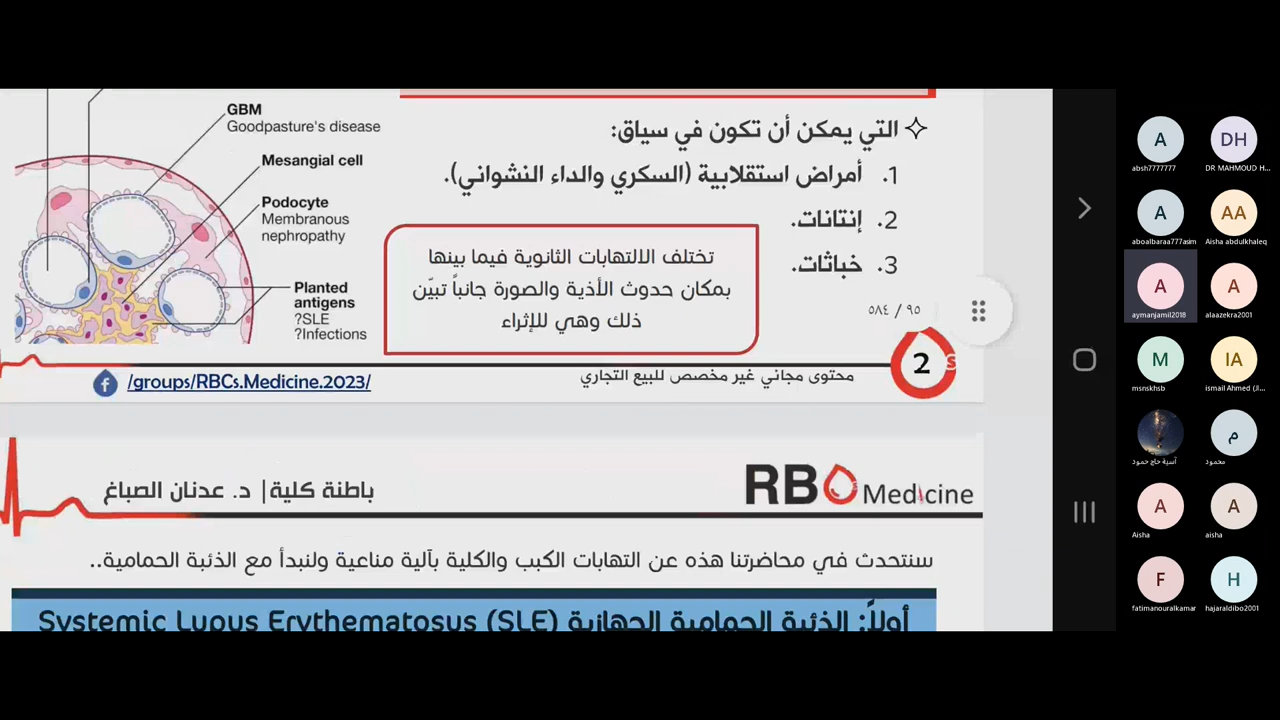 GBM
Goodpasture's disease
Mesangial cell
Podocyte
Membranous
nephropathy
Planted
antigens
?SLE
?Infections
التي يمكن أن تكون في سياق:
1. أمراض استقلابية (السكري والداء النشواني).
2. إنتانات.
3. خباثات.
تختلف الالتهابات الثانوية فيما بينها
بمكان حدوث الأذية والصورة جانباً تبيّن
ذلك وهي للإثراء
٩٥ / ٥٨٤
2
محتوى مجاني غير مخصص للبيع التجاري
/groups/RBCs.Medicine.2023/
RB Medicine
باطنة كلية| د. عدنان الصباغ
سنتحدث في محاضرتنا هذه عن التهابات الكبب والكلية بآلية مناعية ولنبدأ مع الذئبة الحمامية..
أولاً: الذئبة الحمامية الجهازية Systemic Lupus Erythematosus (SLE)
A
absh7777777
DH
DR MAHMOUD H...
A
aboalbaraa777asim
AA
Aisha abdulkhaleq
A
aymanjamil2018
A
alaazekra2001
M
msnskhsb
IA
ismail Ahmed (JI...
آسية حاج حمود
م
محمود
A
Aisha
A
aisha
F
fatimanouralkamar
H
hajaraldibo2001